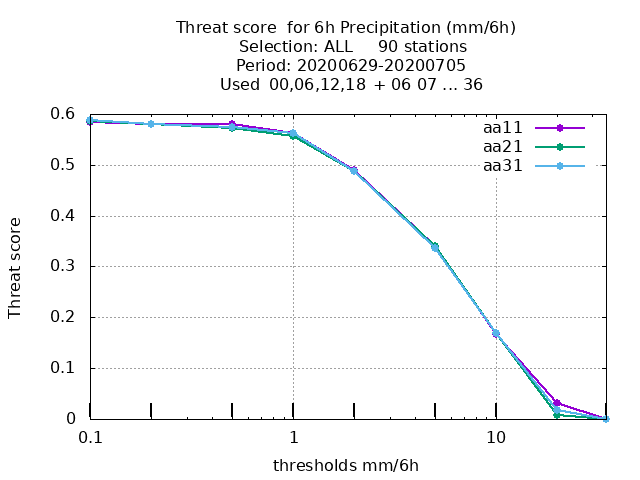 Threat score  for 6h Precipitation (mm/6h)
Selection: ALL     90 stations
Period: 20200629-20200705
Used  00,06,12,18  + 06 07 ... 36
aa11
aa21
aa31
0.6
0.5
0.4
0.3
0.2
0.1
0
Threat score
0.1 1 10
thresholds mm/6h